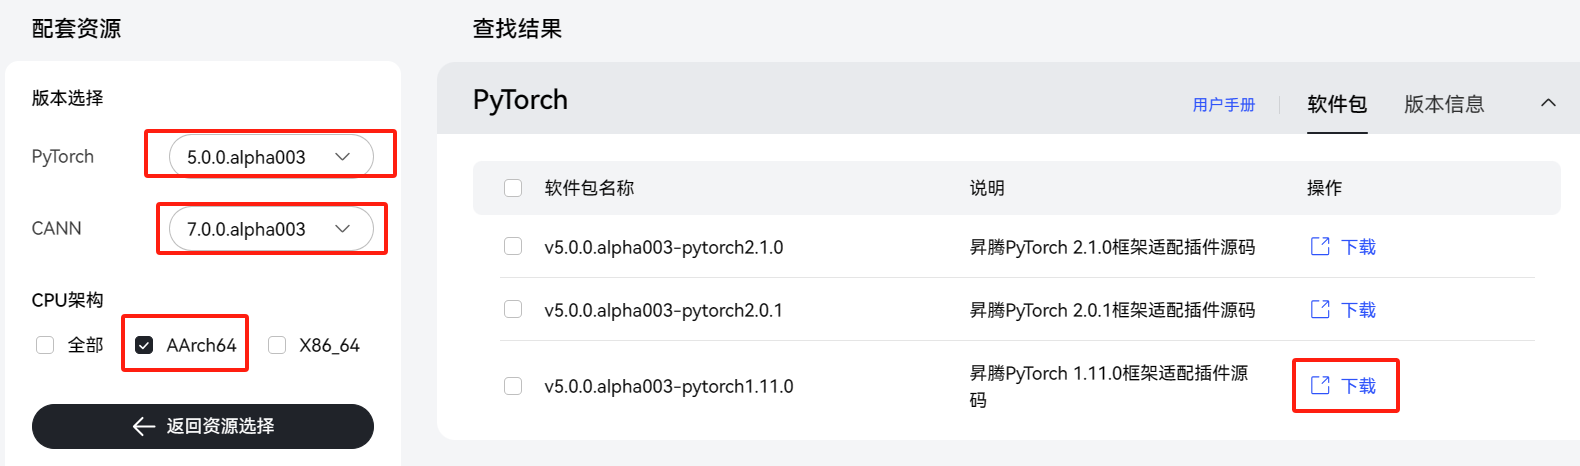 配套资源
版本选择
PyTorch
5.0.0.alpha003
CANN
7.0.0.alpha003
CPU架构
全部
AArch64
X86_64
返回资源选择
查找结果
PyTorch
用户手册
软件包
版本信息
软件包名称
说明
操作
v5.0.0.alpha003-pytorch2.1.0
昇腾PyTorch 2.1.0框架适配插件源码
下载
v5.0.0.alpha003-pytorch2.0.1
昇腾PyTorch 2.0.1框架适配插件源码
下载
v5.0.0.alpha003-pytorch1.11.0
昇腾PyTorch 1.11.0框架适配插件源
码
下载